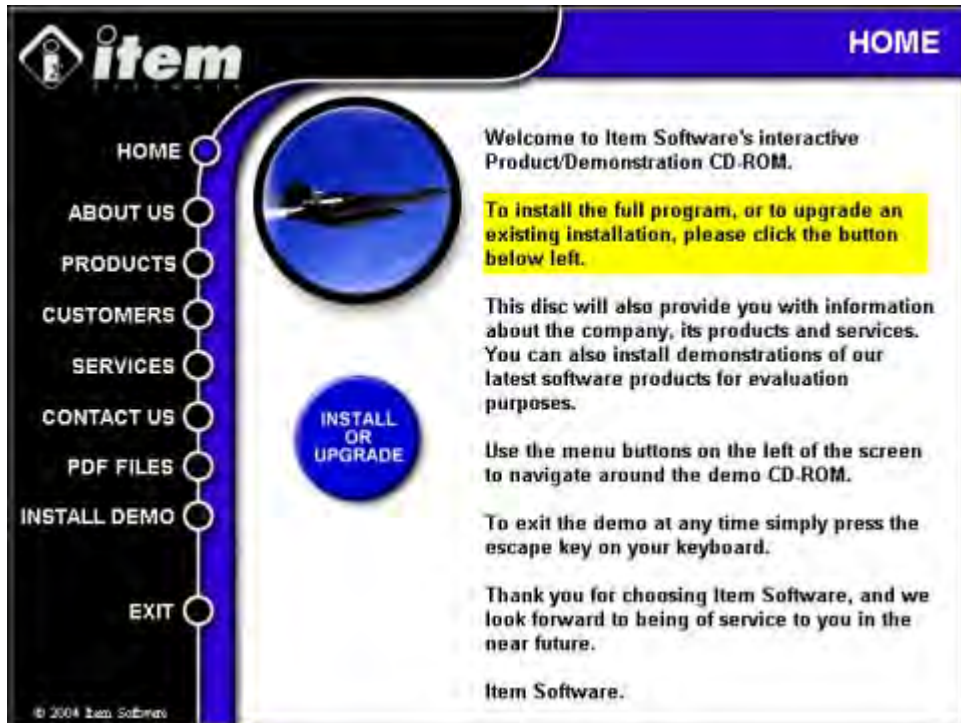 item
HOME
HOME
ABOUT US
PRODUCTS
CUSTOMERS
SERVICES
CONTACT US
PDF FILES
INSTALL DEMO
EXIT
© 2004 Item Software
INSTALL
OR
UPGRADE
Welcome to Item Software's interactive
Product/Demonstration CD-ROM.
To install the full program, or to upgrade an
existing installation, please click the button
below left.
This disc will also provide you with information
about the company, its products and services.
You can also install demonstrations of our
latest software products for evaluation
purposes.
Use the menu buttons on the left of the screen
to navigate around the demo CD-ROM.
To exit the demo at any time simply press the
escape key on your keyboard.
Thank you for choosing Item Software, and we
look forward to being of service to you in the
near future.
Item Software.